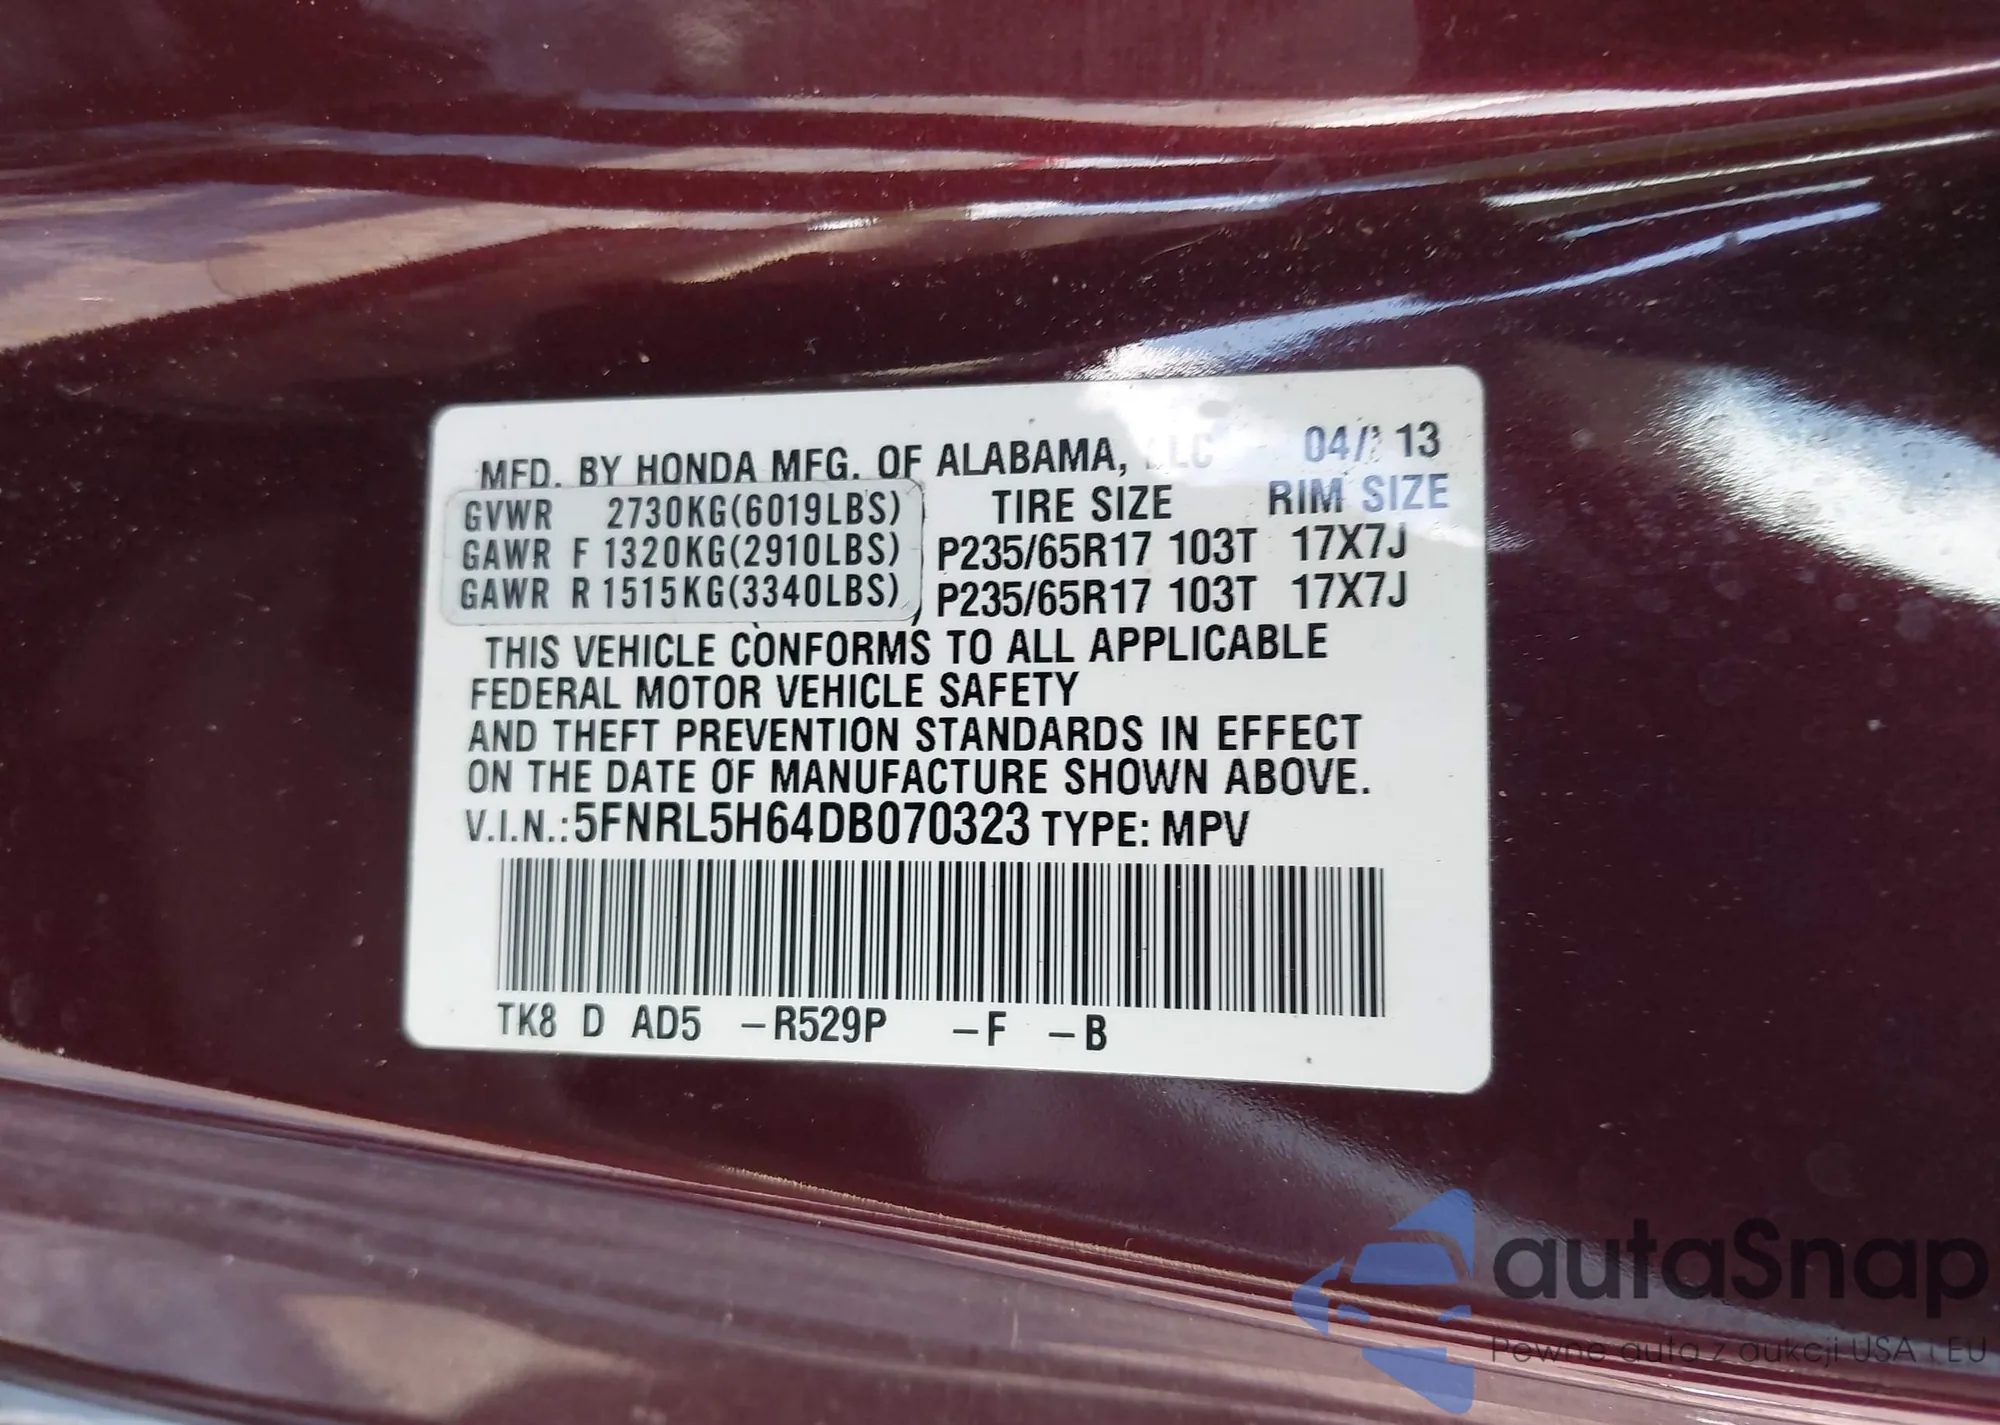 MFD. BY HONDA MFG. OF ALABAMA, LLC 04/13
GVWR 2730KG(6019LBS) TIRE SIZE RIM SIZE
GAWR F 1320KG(2910LBS) P235/65R17 103T 17X7J
GAWR R 1515KG(3340LBS) P235/65R17 103T 17X7J
THIS VEHICLE CONFORMS TO ALL APPLICABLE
FEDERAL MOTOR VEHICLE SAFETY
AND THEFT PREVENTION STANDARDS IN EFFECT
ON THE DATE OF MANUFACTURE SHOWN ABOVE.
V.I.N.: 5FNRL5H64DB070323 TYPE: MPV
TK8 D AD5 -R529P -F -B
autaSnap
Pewne auta z aukcji USA i EU